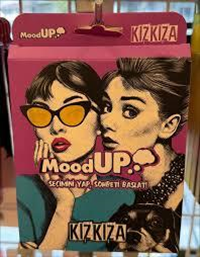 MoodUP
KIZKIZA
MoodUP
SEÇİMİNİ YAP, SOHBETİ BAŞLAT!
KIZKIZA